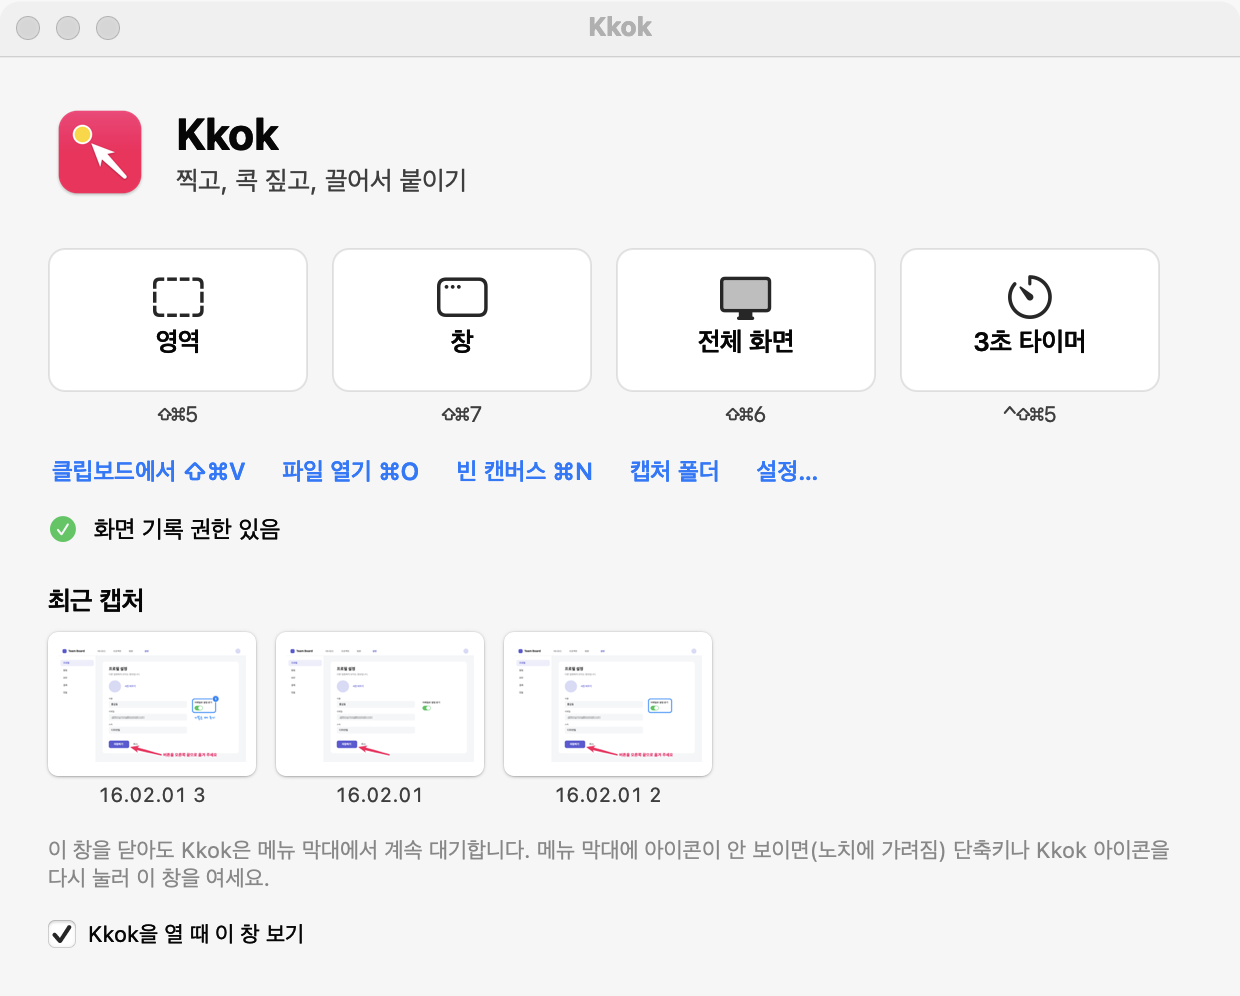 Kkok
Kkok
찍고, 콕 짚고, 끌어서 붙이기
영역
창
전체 화면
3초 타이머
⇧⌘5
⇧⌘7
⇧⌘6
^⇧⌘5
클립보드에서 ⇧⌘V
파일 열기 ⌘O
빈 캔버스 ⌘N
캡처 폴더
설정...
화면 기록 권한 있음
최근 캡처
16.02.01 3
16.02.01
16.02.01 2
이 창을 닫아도 Kkok은 메뉴 막대에서 계속 대기합니다. 메뉴 막대에 아이콘이 안 보이면(노치에 가려짐) 단축키나 Kkok 아이콘을
다시 눌러 이 창을 여세요.
Kkok을 열 때 이 창 보기